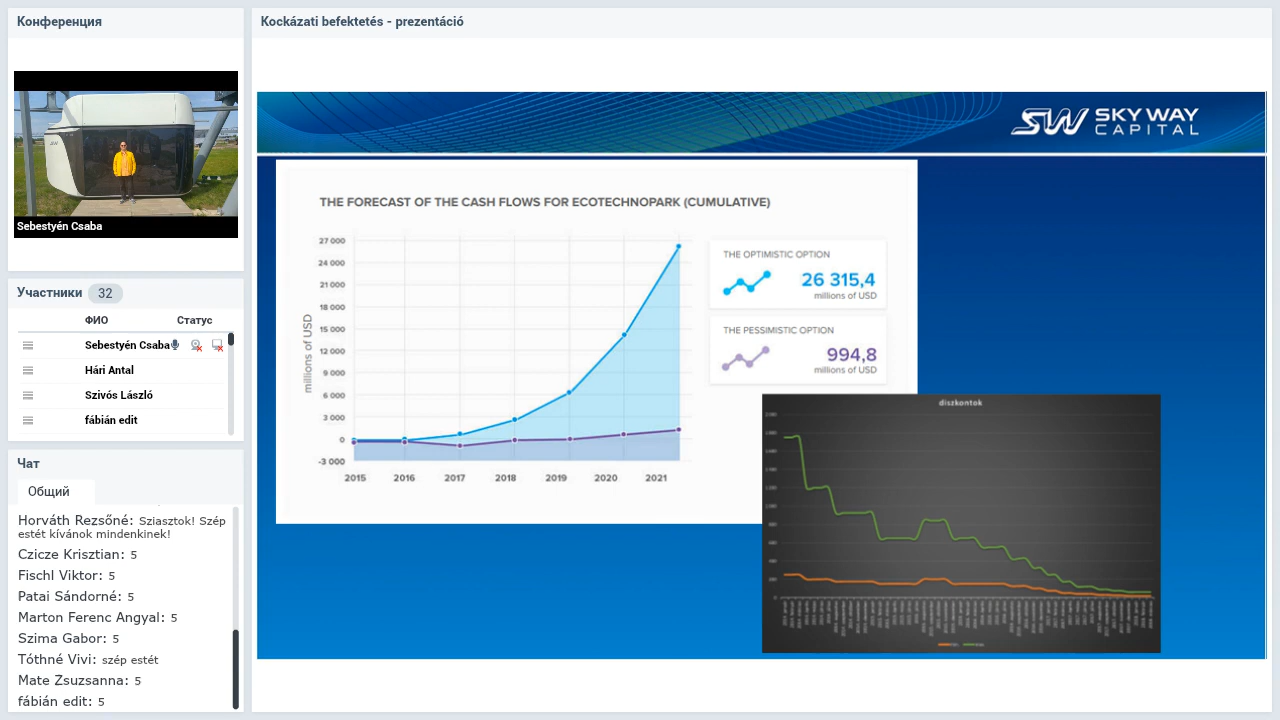 Конференция
Sebestyén Csaba
Участники 32
ФИО Статус
Sebestyén Csaba
Hári Antal
Szivós László
fábián edit
Чат
Общий
Horváth Rezsőné: Sziasztok! Szép
estét kívánok mindenkinek!
Czicze Krisztian: 5
Fischl Viktor: 5
Patai Sándorné: 5
Marton Ferenc Angyal: 5
Szima Gabor: 5
Tóthné Vivi: szép estét
Mate Zsuzsanna: 5
fábián edit: 5
Kockázati befektetés - prezentáció
SW SKY WAY
CAPITAL
THE FORECAST OF THE CASH FLOWS FOR ECOTECHNOPARK (CUMULATIVE)
millions of USD
27 000
24 000
21 000
18 000
15 000
12 000
9 000
6 000
3 000
0
-3 000
2015 2016 2017 2018 2019 2020 2021
THE OPTIMISTIC OPTION
26 315,4
millions of USD
THE PESSIMISTIC OPTION
994,8
millions of USD
diszkontok